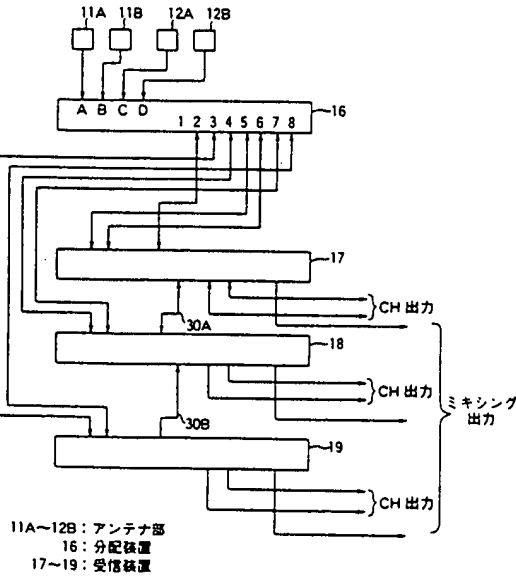 11A 11B 12A 12B
A B C D
16
1 2 3 4 5 6 7 8
17
CH 出力
30A
18
CH 出力
ミキシング
出力
30B
19
CH 出力
11A～12B：アンテナ部
16：分配装置
17～19：受信装置